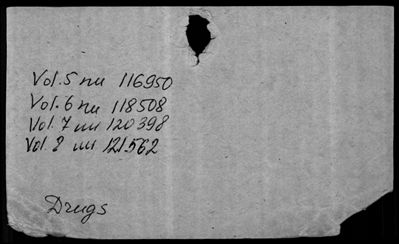 Vol. 5 nu 116950
Vol. 6 nu 118508
Vol. 7 nu 120398
Vol. 8 nu 121562
Drugs